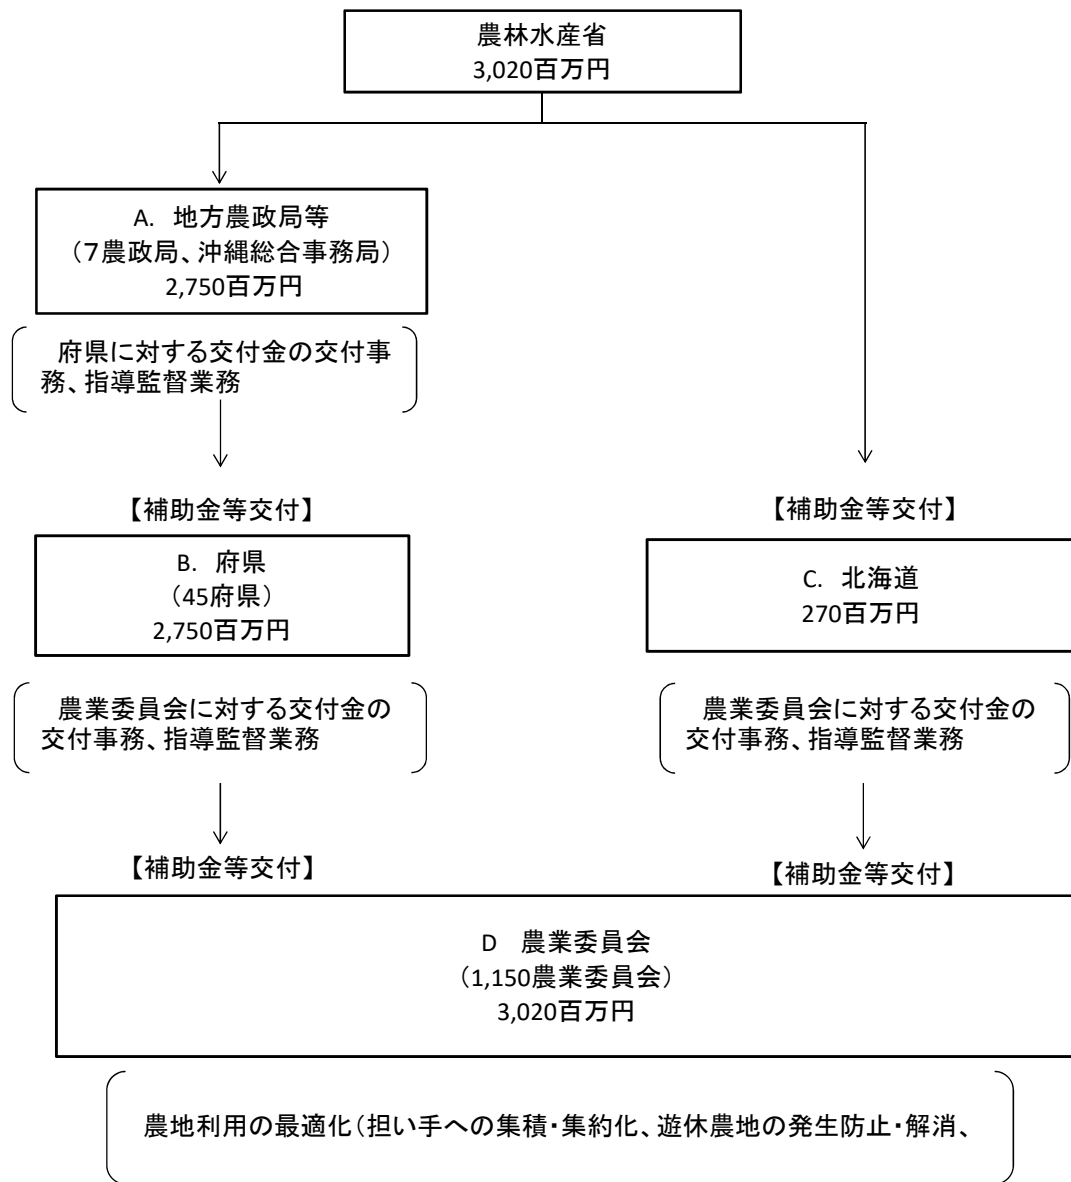 農林水産省
3,020百万円
A. 地方農政局等
（７農政局、沖縄総合事務局）
2,750百万円
府県に対する交付金の交付事
務、指導監督業務
【補助金等交付】
【補助金等交付】
B. 府県
（45府県）
2,750百万円
C. 北海道
270百万円
農業委員会に対する交付金の
交付事務、指導監督業務
農業委員会に対する交付金の
交付事務、指導監督業務
【補助金等交付】
【補助金等交付】
D 農業委員会
（1,150農業委員会）
3,020百万円
農地利用の最適化（担い手への集積・集約化、遊休農地の発生防止・解消、